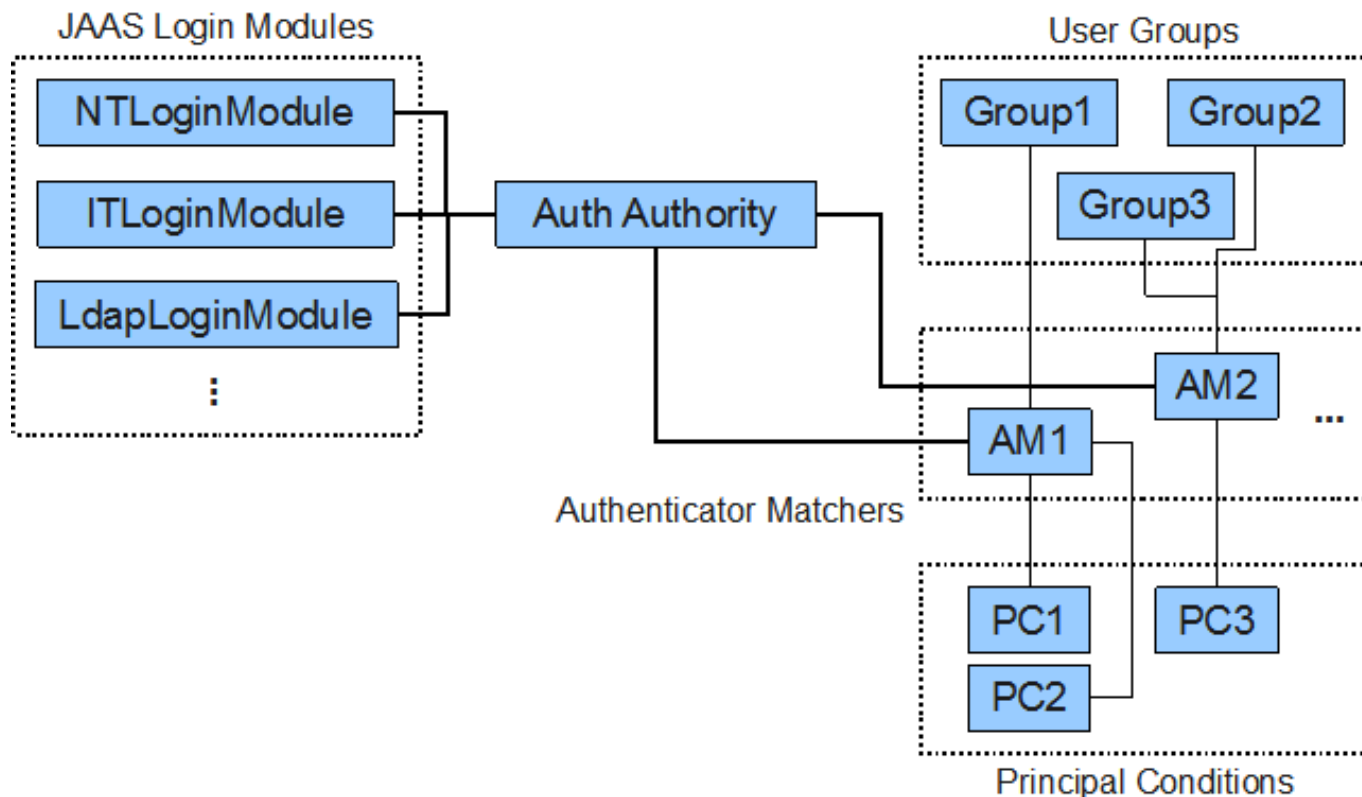 JAAS Login Modules
NTLoginModule
ITLoginModule
LdapLoginModule
...
Auth Authority
User Groups
Group1
Group2
Group3
AM1
AM2
...
Authenticator Matchers
PC1
PC2
PC3
Principal Conditions